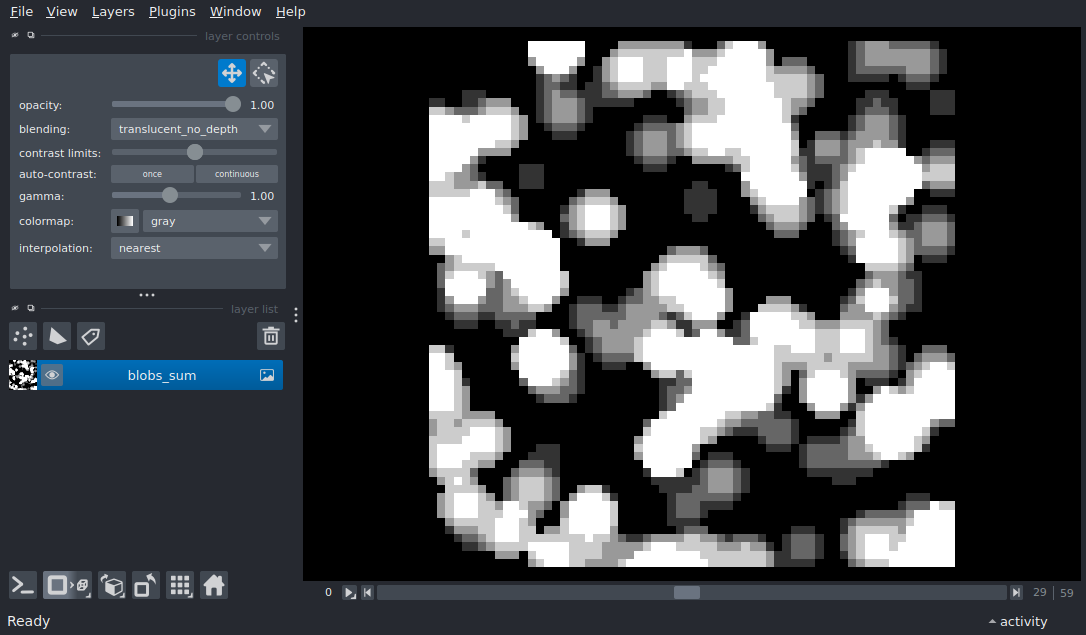 File View Layers Plugins Window Help
layer controls
opacity: 1.00
blending: translucent_no_depth
contrast limits:
auto-contrast: once continuous
gamma: 1.00
colormap: gray
interpolation: nearest
layer list
blobs_sum
0 29 59
Ready activity